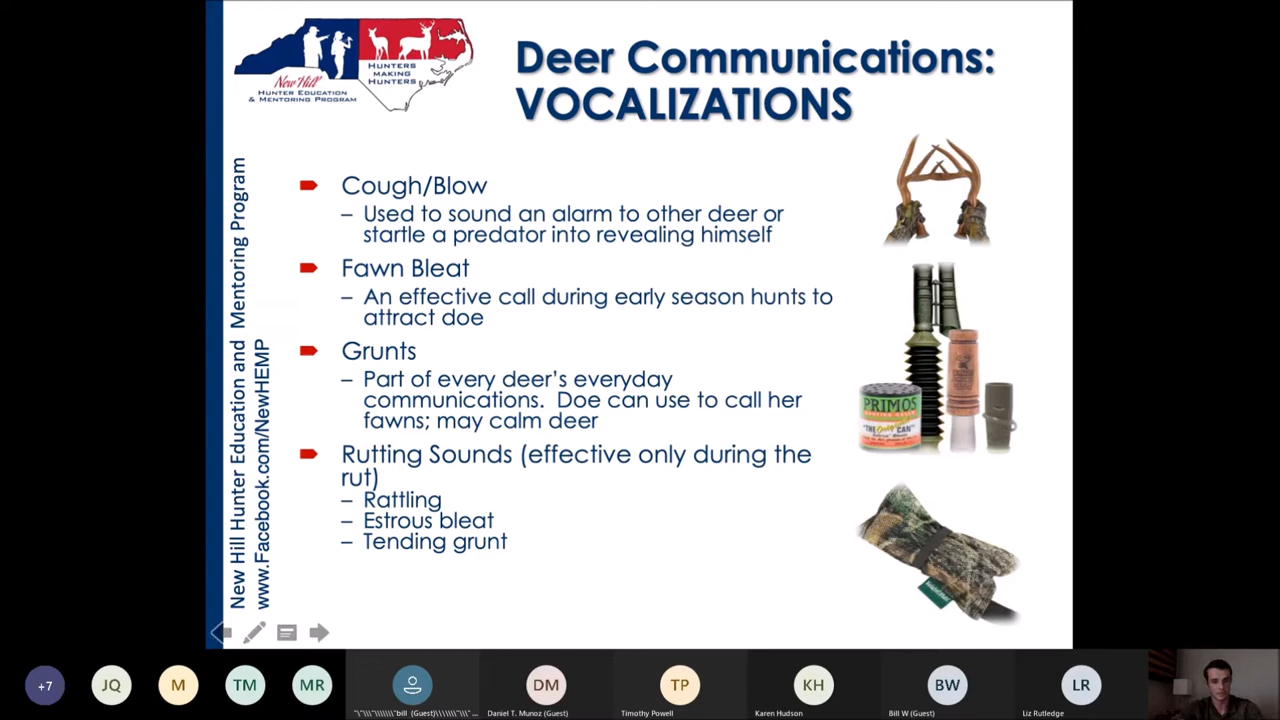 New Hill
HUNTER EDUCATION
& MENTORING PROGRAM
HUNTERS
MAKING
HUNTERS
Deer Communications:
VOCALIZATIONS
New Hill Hunter Education and Mentoring Program
www.Facebook.com/NewHEMP
Cough/Blow
– Used to sound an alarm to other deer or
startle a predator into revealing himself
Fawn Bleat
– An effective call during early season hunts to
attract doe
Grunts
– Part of every deer's everyday
communications. Doe can use to call her
fawns; may calm deer
Rutting Sounds (effective only during the
rut)
– Rattling
– Estrous bleat
– Tending grunt
PRIMOS
"THE Original CAN"
+7
JQ
M
TM
MR
DM
TP
KH
BW
LR
"\"\\"\\\\\\\"bill (Guest)\\\\\\\"\\\" ...
Daniel T. Munoz (Guest)
Timothy Powell
Karen Hudson
Bill W (Guest)
Liz Rutledge